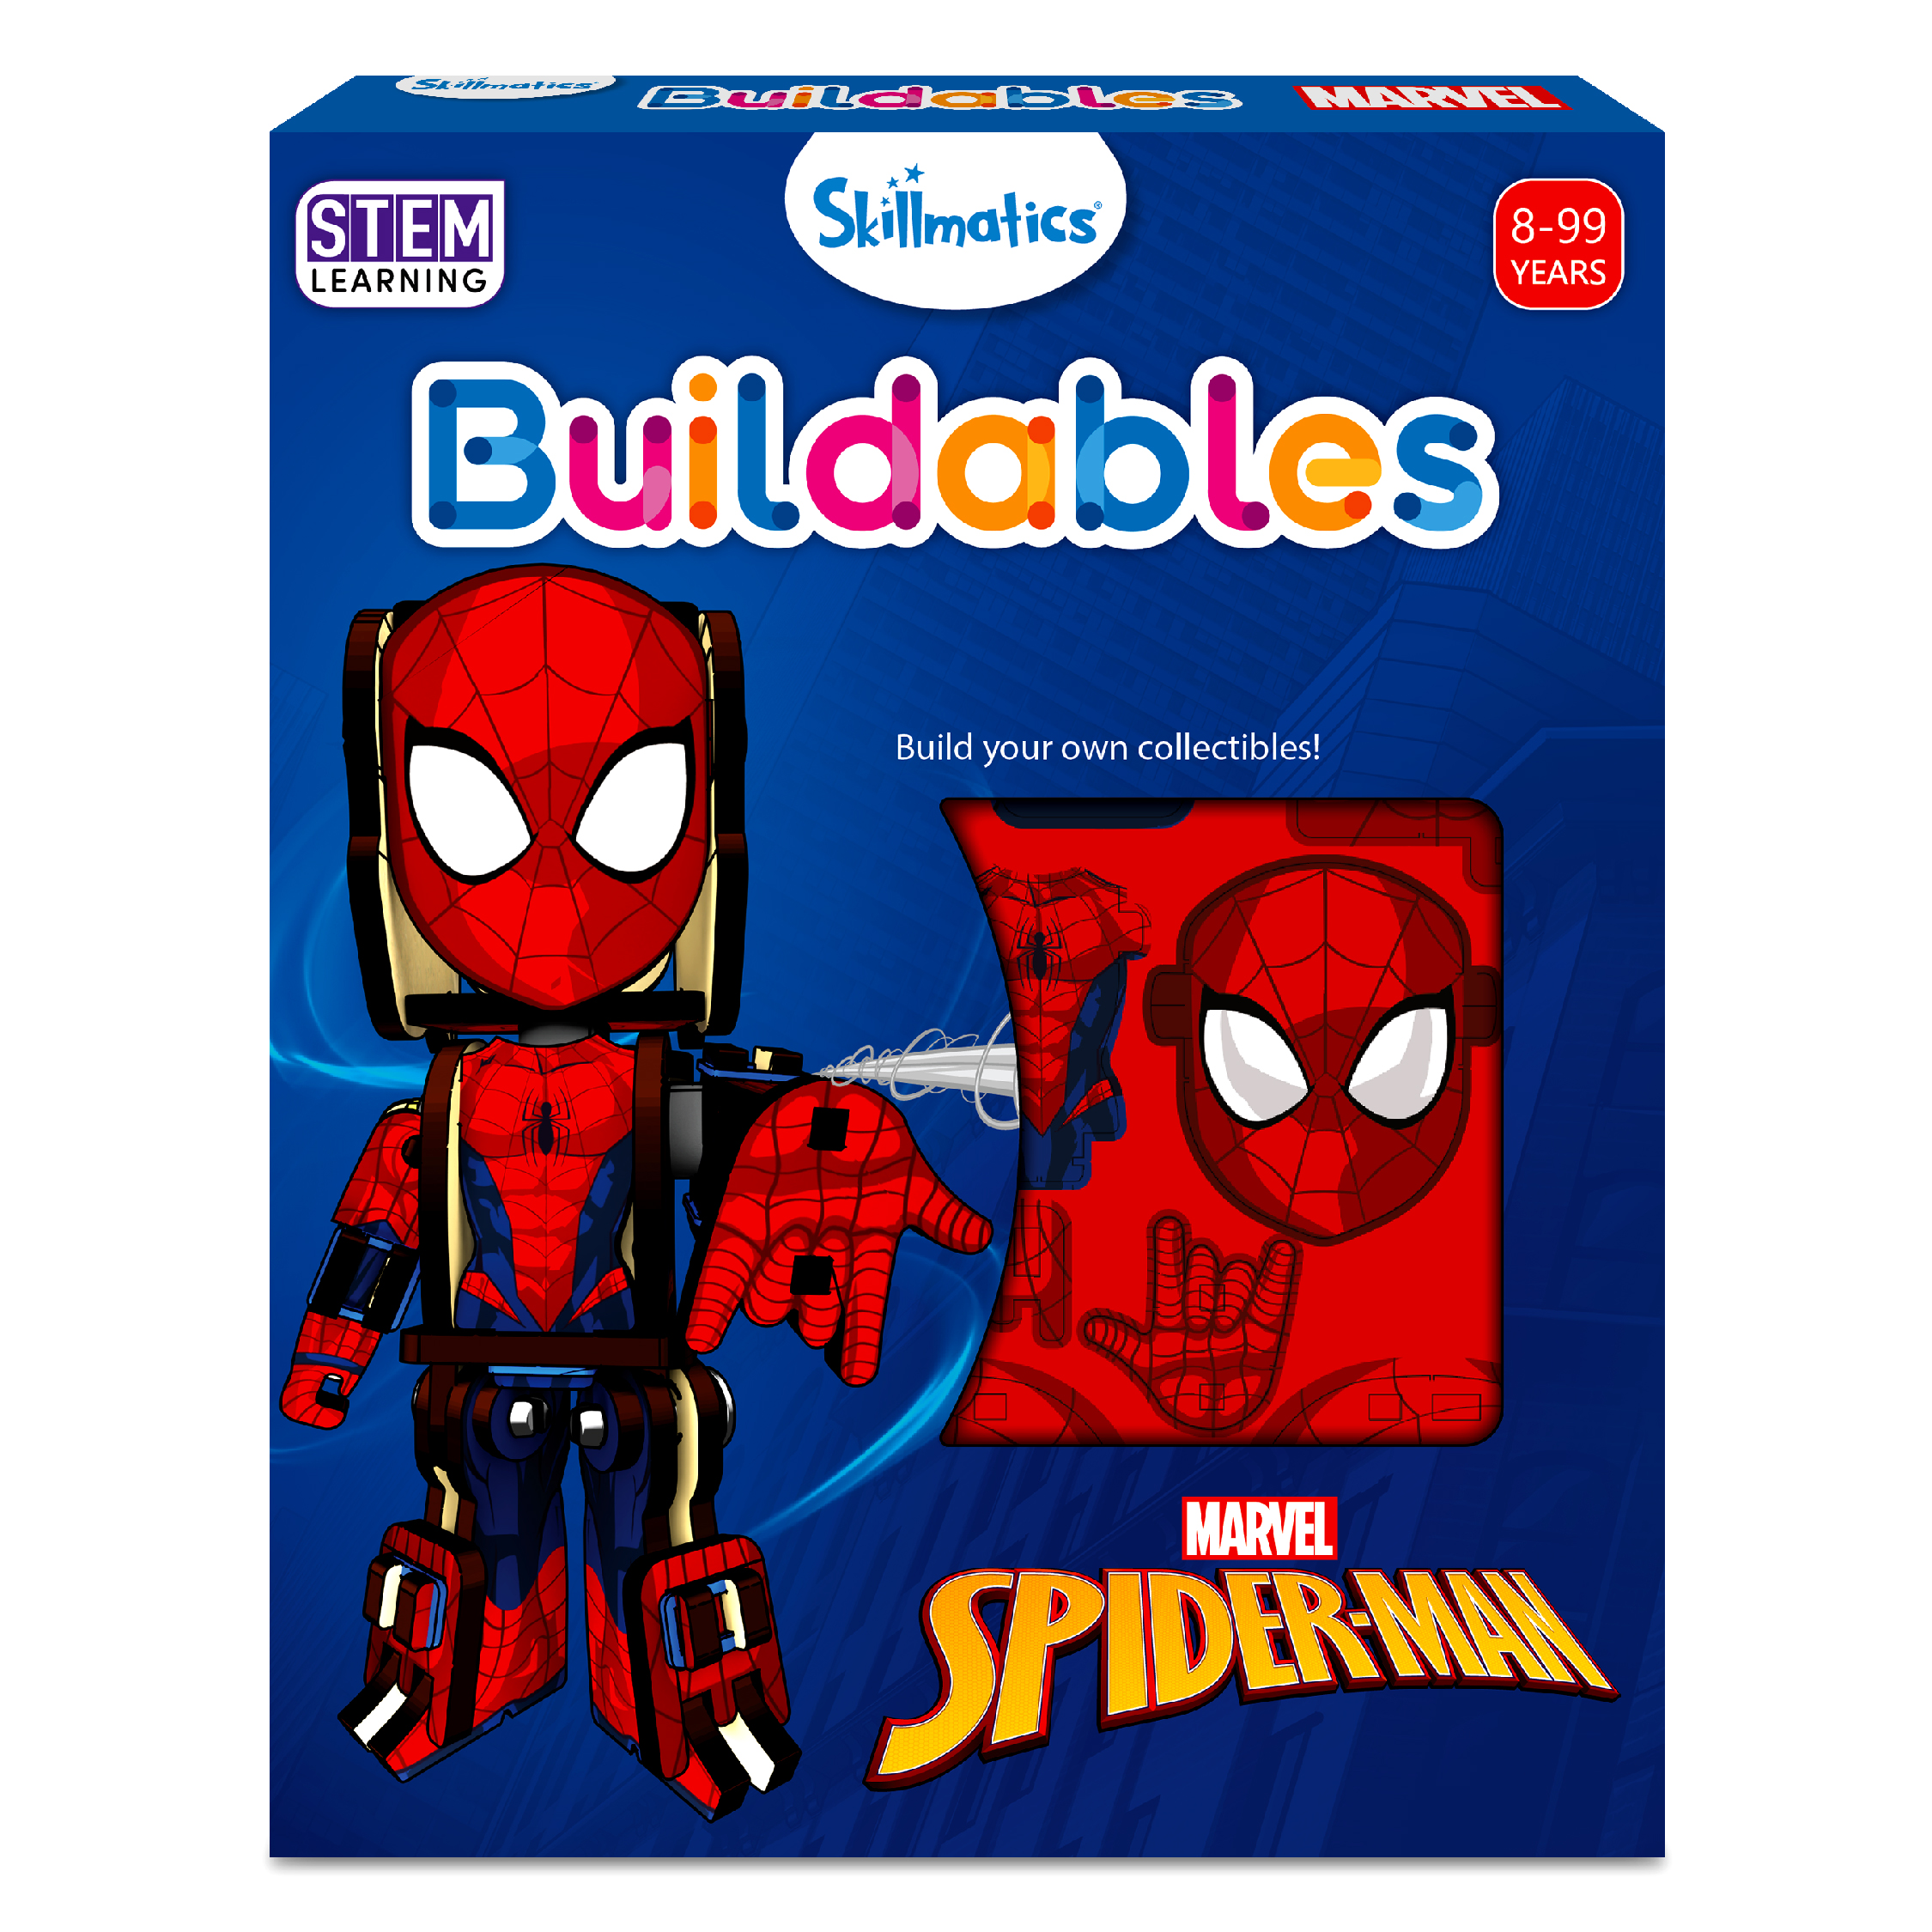 Skillmatics
Buildables
MARVEL
STEM
LEARNING
Skillmatics®
8-99
YEARS
Buildables
Build your own collectibles!
MARVEL
SPIDER-MAN